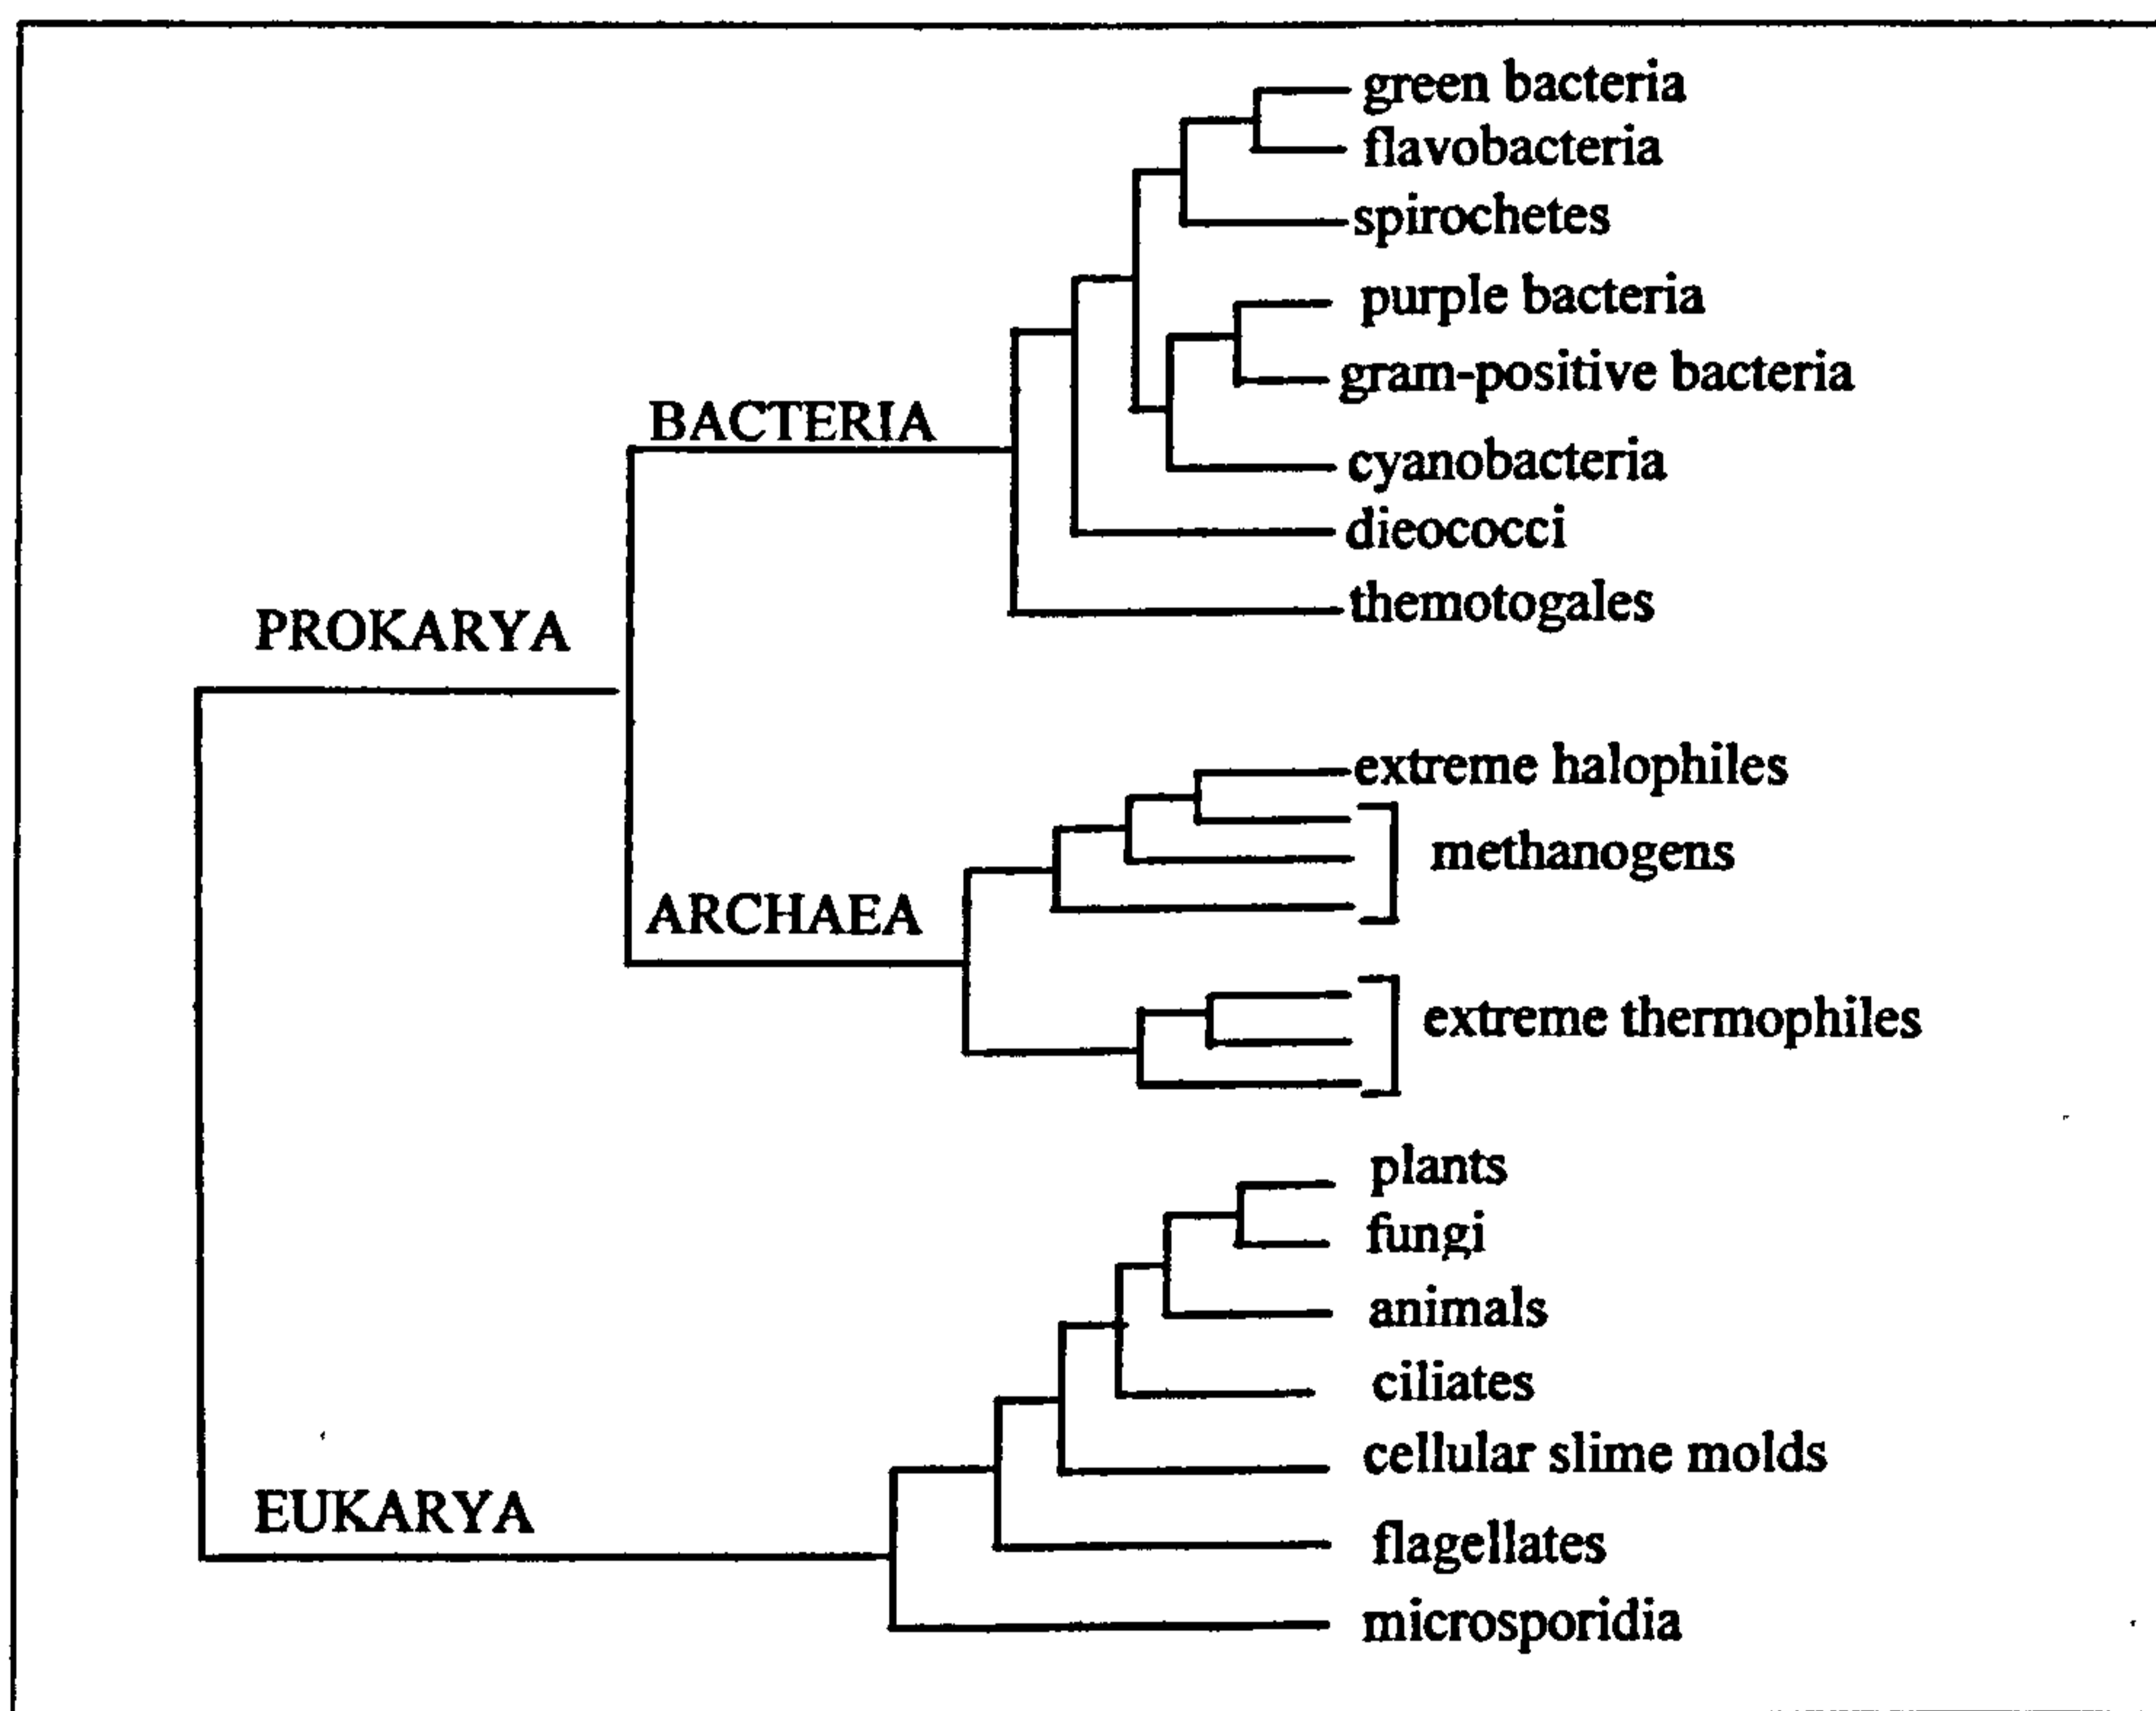 green bacteria
flavobacteria
spirochetes
purple bacteria
gram-positive bacteria
BACTERIA
cyanobacteria
dieococci
themotogales
PROKARYA
extreme halophiles
methanogens
ARCHAEA
extreme thermophiles
plants
fungi
animals
ciliates
cellular slime molds
EUKARYA
flagellates
microsporidia